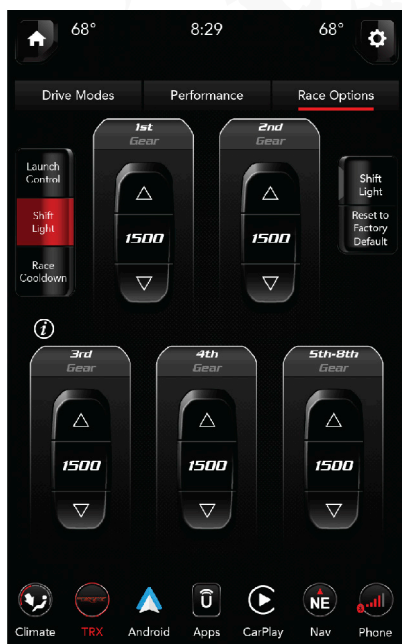 68°
8:29
68°
Drive Modes
Performance
Race Options
1st
Gear
2nd
Gear
Launch
Control
Shift
Light
Race
Cooldown
1500
1500
Shift
Light
Reset to
Factory
Default
i
3rd
Gear
4th
Gear
5th-8th
Gear
1500
1500
1500
NE
Climate
TRX
Android
Apps
CarPlay
Nav
Phone